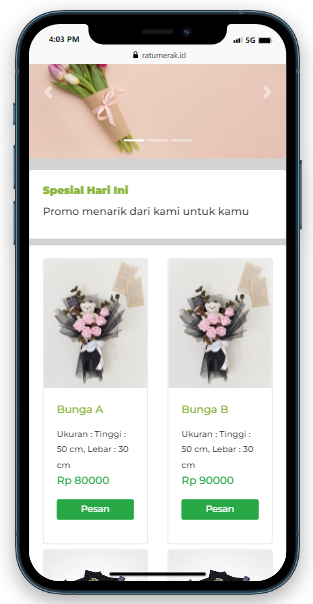 4:03 PM 5G
ratumerak.id
Spesial Hari Ini
Promo menarik dari kami untuk kamu
Bunga A
Ukuran : Tinggi :
50 cm, Lebar : 30
cm
Rp 80000
Pesan
Bunga B
Ukuran : Tinggi :
50 cm, Lebar : 30
cm
Rp 90000
Pesan